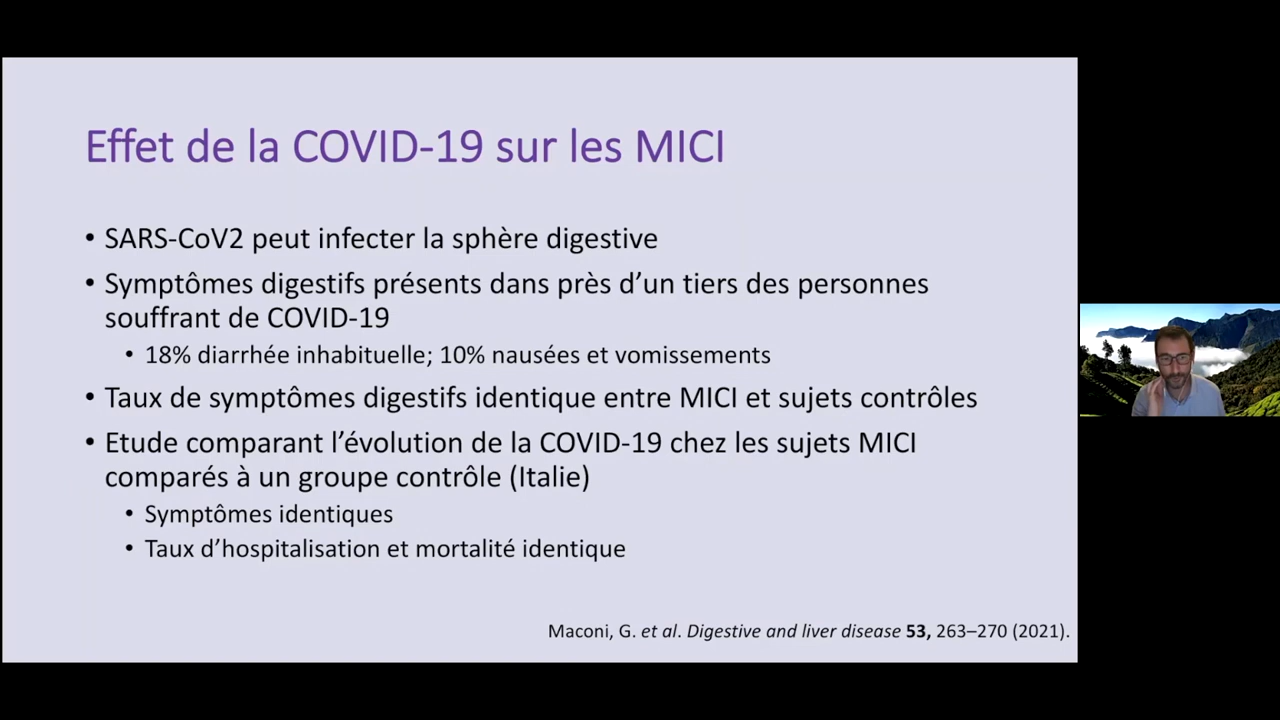 Effet de la COVID-19 sur les MICI
• SARS-CoV2 peut infecter la sphère digestive
• Symptômes digestifs présents dans près d’un tiers des personnes
souffrant de COVID-19
• 18% diarrhée inhabituelle; 10% nausées et vomissements
• Taux de symptômes digestifs identique entre MICI et sujets contrôles
• Etude comparant l’évolution de la COVID-19 chez les sujets MICI
comparés à un groupe contrôle (Italie)
• Symptômes identiques
• Taux d’hospitalisation et mortalité identique
Maconi, G. et al. Digestive and liver disease 53, 263–270 (2021).